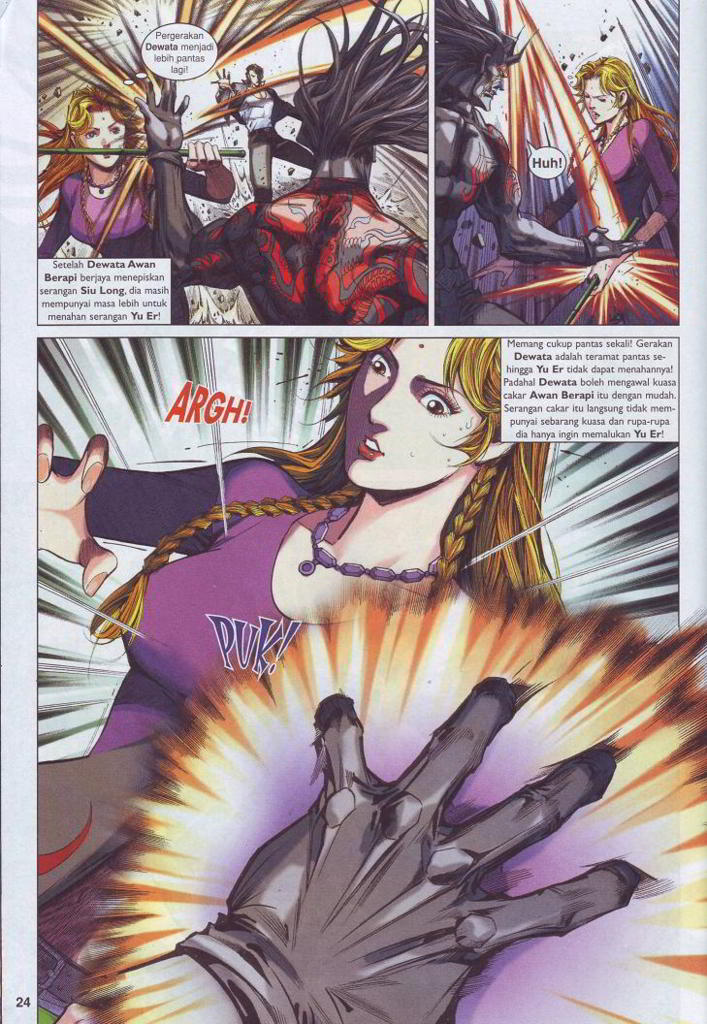 Pergerakan
Dewata menjadi
lebih pantas
lagi!
Setelah Dewata Awan
Berapi berjaya menepiskan
serangan Siu Long, dia masih
mempunyai masa lebih untuk
menahan serangan Yu Er!
Huh!
Memang cukup pantas sekali! Gerakan
Dewata adalah teramat pantas se-
hingga Yu Er tidak dapat menahannya!
Padahal Dewata boleh mengawal kuasa
cakar Awan Berapi itu dengan mudah.
Serangan cakar itu langsung tidak mem-
punyai sebarang kuasa dan rupa-rupa
dia hanya ingin memalukan Yu Er!
ARGH!
PUK!
24